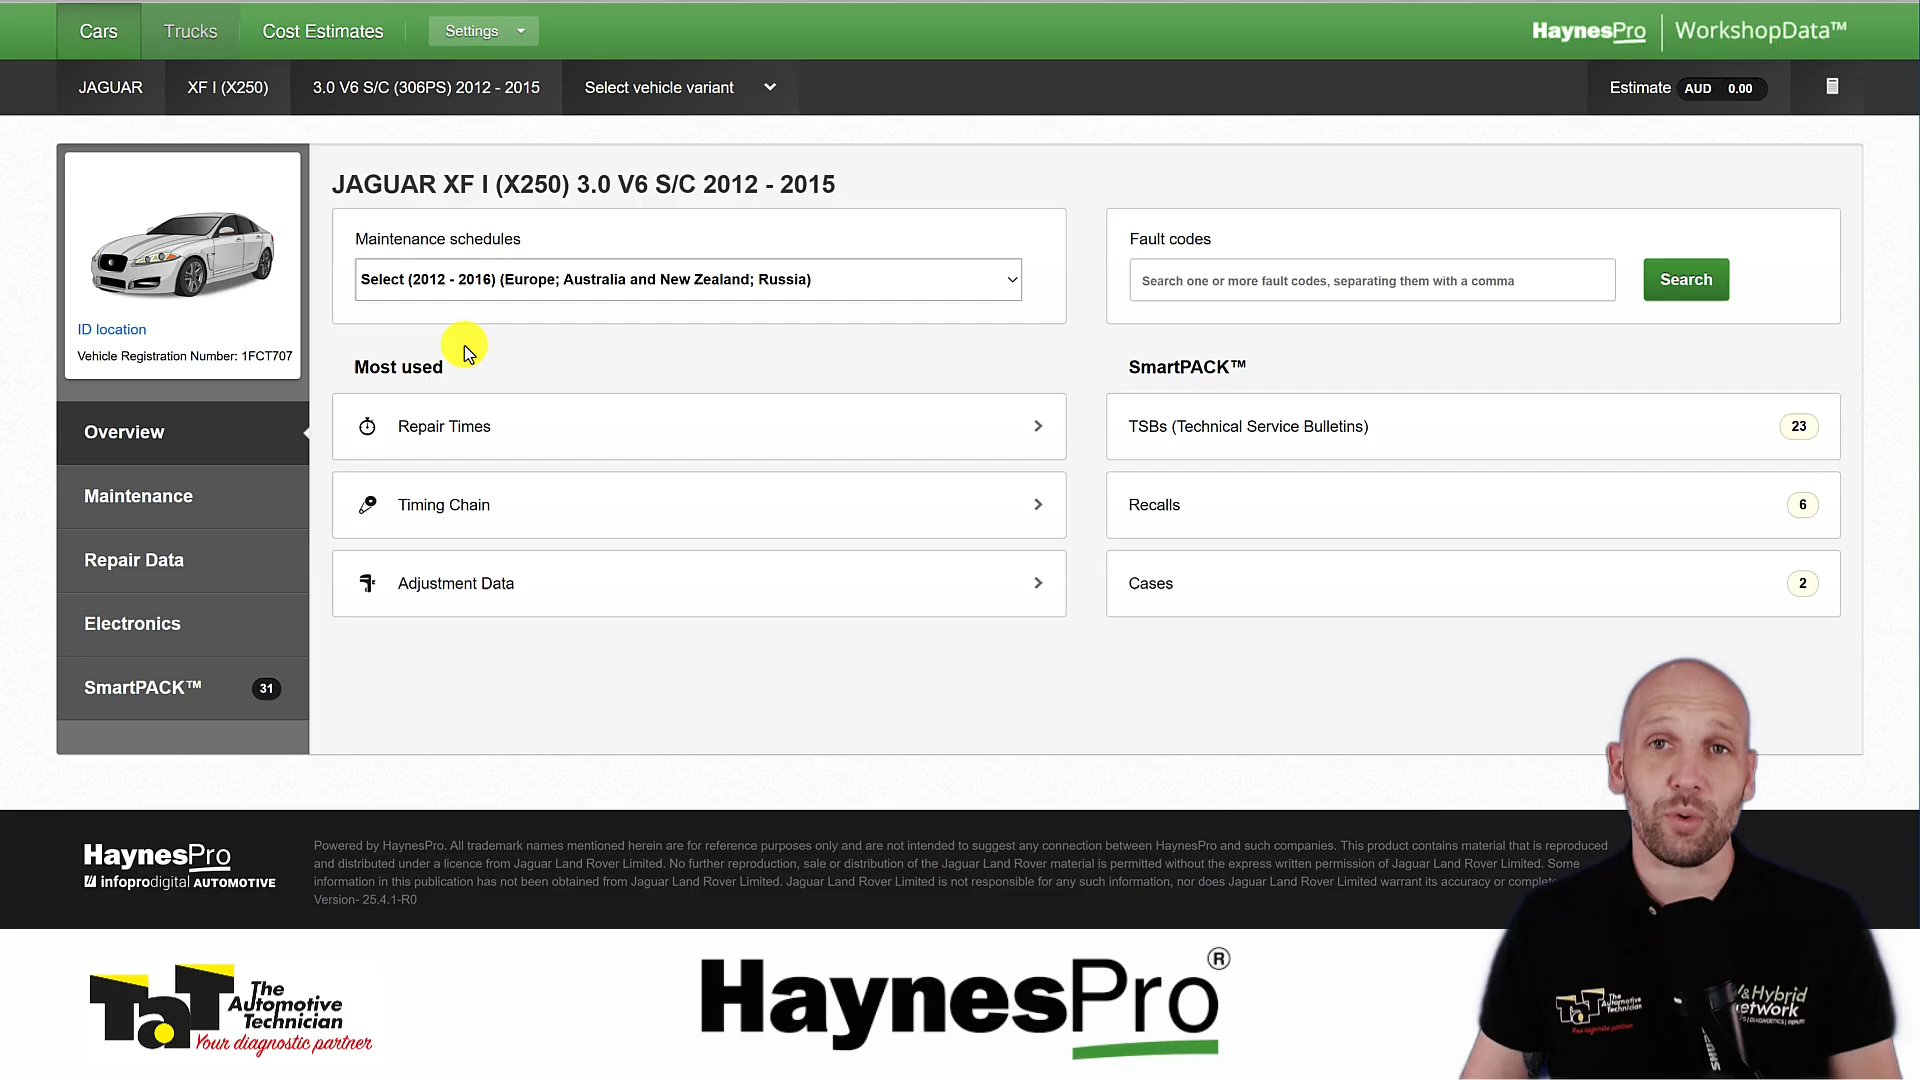 Cars
Trucks
Cost Estimates
Settings
HaynesPro
WorkshopData™
JAGUAR
XF I (X250)
3.0 V6 S/C (306PS) 2012 - 2015
Select vehicle variant
Estimate
AUD 0.00
ID location
Vehicle Registration Number: 1FCT707
Overview
Maintenance
Repair Data
Electronics
SmartPACK™
31
JAGUAR XF I (X250) 3.0 V6 S/C 2012 - 2015
Maintenance schedules
Select (2012 - 2016) (Europe; Australia and New Zealand; Russia)
Fault codes
Search one or more fault codes, separating them with a comma
Search
Most used
Repair Times
Timing Chain
Adjustment Data
SmartPACK™
TSBs (Technical Service Bulletins)
23
Recalls
6
Cases
2
HaynesPro
infoprodigital AUTOMOTIVE
Powered by HaynesPro. All trademark names mentioned herein are for reference purposes only and are not intended to suggest any connection between HaynesPro and such companies. This product contains material that is reproduced
and distributed under a licence from Jaguar Land Rover Limited. No further reproduction, sale or distribution of the Jaguar Land Rover material is permitted without the express written permission of Jaguar Land Rover Limited. Some
information in this publication has not been obtained from Jaguar Land Rover Limited. Jaguar Land Rover Limited is not responsible for any such information, nor does Jaguar Land Rover Limited warrant its accuracy or
Version- 25.4.1-R0
TaT
The
Automotive
Technician
Your diagnostic partner
HaynesPro®
TaT
The
Automotive
Technician
Your diagnostic partner
&Hybrid